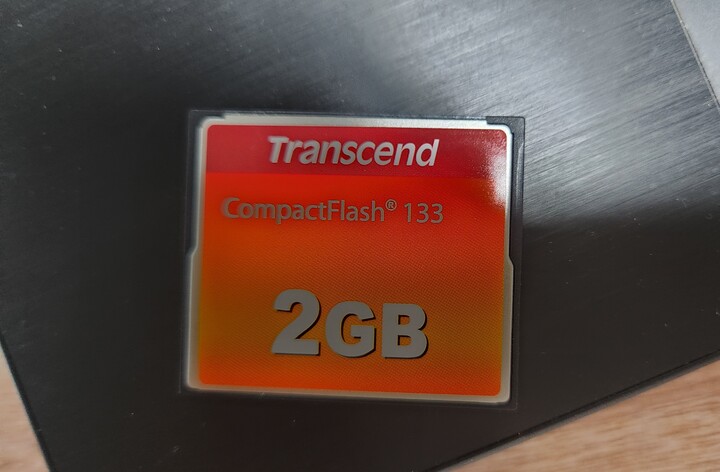 Transcend
CompactFlash® 133
2GB